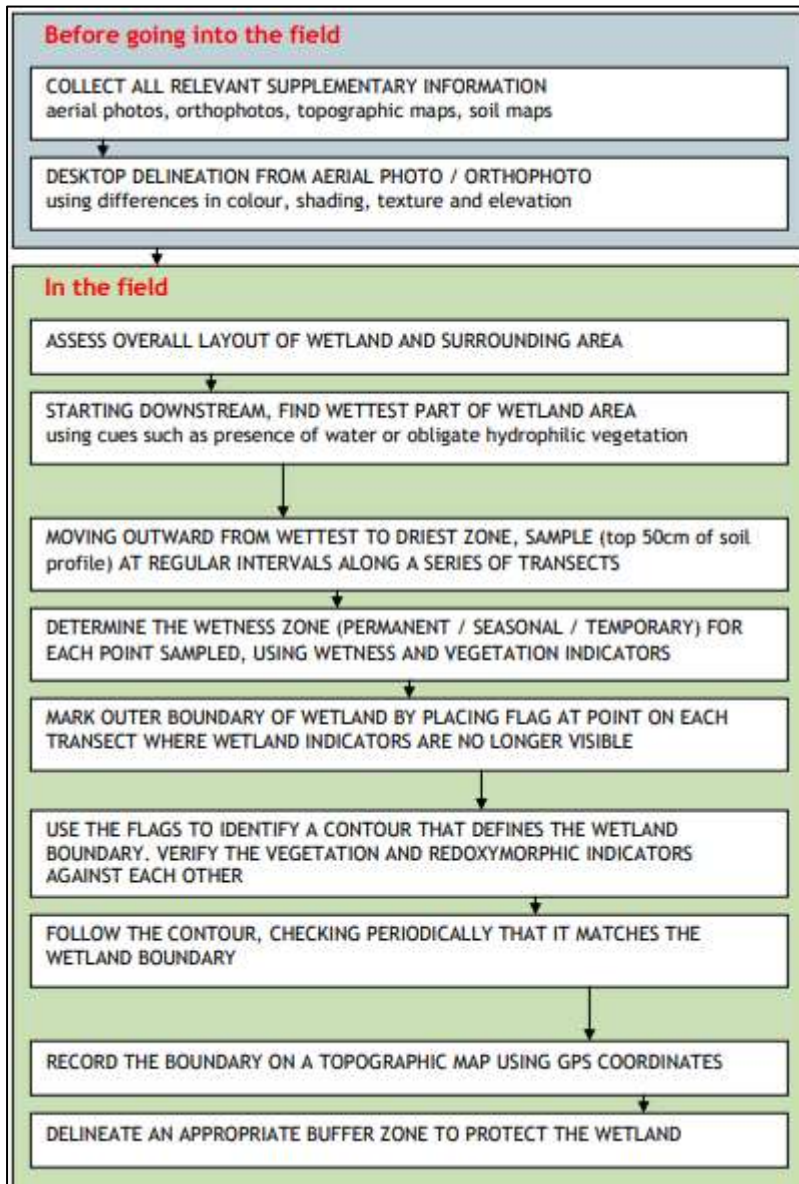 Before going into the field
COLLECT ALL RELEVANT SUPPLEMENTARY INFORMATION
aerial photos, orthophotos, topographic maps, soil maps
DESKTOP DELINEATION FROM AERIAL PHOTO / ORTHOPHOTO
using differences in colour, shading, texture and elevation
In the field
ASSESS OVERALL LAYOUT OF WETLAND AND SURROUNDING AREA
STARTING DOWNSTREAM, FIND WETTEST PART OF WETLAND AREA
using cues such as presence of water or obligate hydrophilic vegetation
MOVING OUTWARD FROM WETTEST TO DRIEST ZONE, SAMPLE (top 50cm of soil
profile) AT REGULAR INTERVALS ALONG A SERIES OF TRANSECTS
DETERMINE THE WETNESS ZONE (PERMANENT / SEASONAL / TEMPORARY) FOR
EACH POINT SAMPLED, USING WETNESS AND VEGETATION INDICATORS
MARK OUTER BOUNDARY OF WETLAND BY PLACING FLAG AT POINT ON EACH
TRANSECT WHERE WETLAND INDICATORS ARE NO LONGER VISIBLE
USE THE FLAGS TO IDENTIFY A CONTOUR THAT DEFINES THE WETLAND
BOUNDARY. VERIFY THE VEGETATION AND REDOXYMORPHIC INDICATORS
AGAINST EACH OTHER
FOLLOW THE CONTOUR, CHECKING PERIODICALLY THAT IT MATCHES THE
WETLAND BOUNDARY
RECORD THE BOUNDARY ON A TOPOGRAPHIC MAP USING GPS COORDINATES
DELINEATE AN APPROPRIATE BUFFER ZONE TO PROTECT THE WETLAND